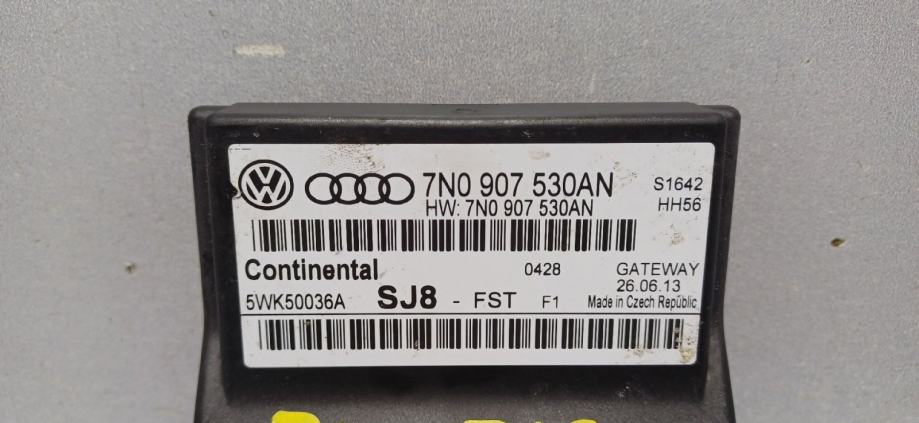 7N0 907 530AN S1642
HW: 7N0 907 530AN HH56
Continental 0428 GATEWAY
26.06.13
5WK50036A SJ8 - FST F1 Made in Czech Republic